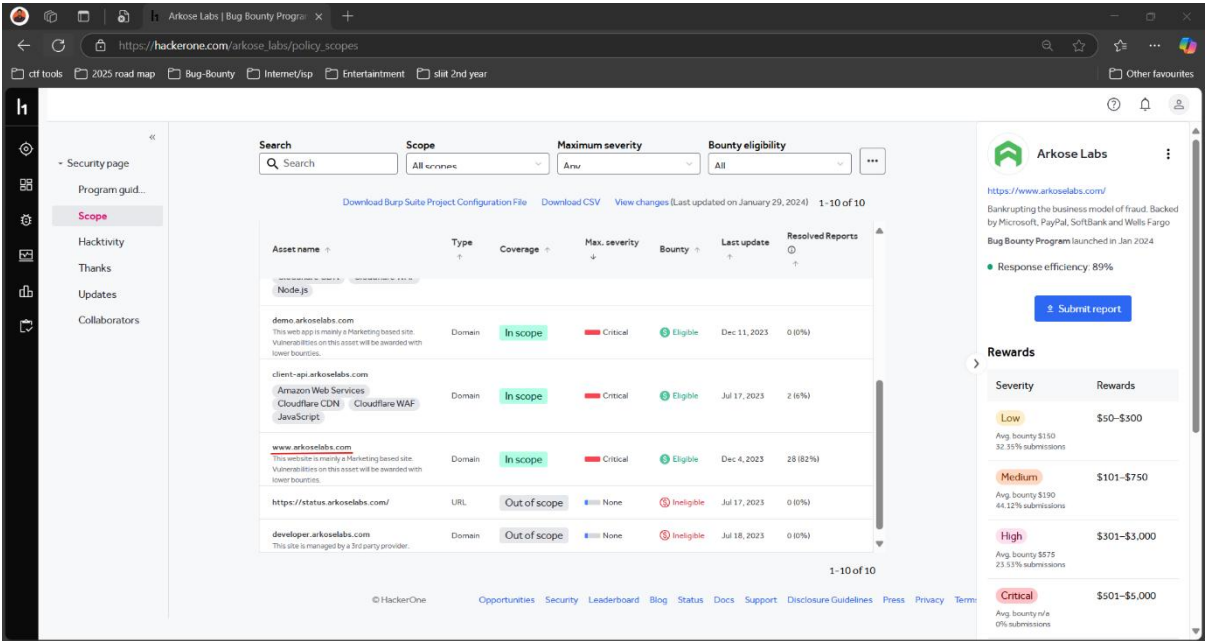 Arkose Labs | Bug Bounty Progra
https://hackerone.com/arkose_labs/policy_scopes
ctf tools
2025 road map
Bug-Bounty
Internet/isp
Entertaintment
sliit 2nd year
Other favourites
Security page
Program guid...
Scope
Hacktivity
Thanks
Updates
Collaborators
Search
Scope
Maximum severity
Bounty eligibility
Search
All scopes
Any
All
Download Burp Suite Project Configuration File
Download CSV
View changes (Last updated on January 29, 2024)
1-10 of 10
Asset name
Type
Coverage
Max. severity
Bounty
Last update
Resolved Reports
Node.js
demo.arkoselabs.com
This web app is mainly a Marketing based site.
Vulnerabilities on this asset will be awarded with
lower bounties.
Domain
In scope
Critical
Eligible
Dec 11, 2023
0 (0%)
client-api.arkoselabs.com
Amazon Web Services
Cloudflare CDN
Cloudflare WAF
JavaScript
Domain
In scope
Critical
Eligible
Jul 17, 2023
2 (6%)
www.arkoselabs.com
This website is mainly a Marketing based site.
Vulnerabilities on this asset will be awarded with
lower bounties.
Domain
In scope
Critical
Eligible
Dec 4, 2023
28 (82%)
https://status.arkoselabs.com/
URL
Out of scope
None
Ineligible
Jul 17, 2023
0 (0%)
developer.arkoselabs.com
This site is managed by a 3rd party provider.
Domain
Out of scope
None
Ineligible
Jul 18, 2023
0 (0%)
1-10 of 10
© HackerOne
Opportunities
Security
Leaderboard
Blog
Status
Docs
Support
Disclosure Guidelines
Press
Privacy
Terms
Arkose Labs
https://www.arkoselabs.com/
Bankrupting the business model of fraud. Backed
by Microsoft, PayPal, SoftBank and Wells Fargo
Bug Bounty Program launched in Jan 2024
Response efficiency: 89%
Submit report
Rewards
Severity
Rewards
Low
$50–$300
Avg. bounty $150
32.35% submissions
Medium
$101–$750
Avg. bounty $190
44.12% submissions
High
$301–$3,000
Avg. bounty $575
23.53% submissions
Critical
$501–$5,000
Avg. bounty n/a
0% submissions